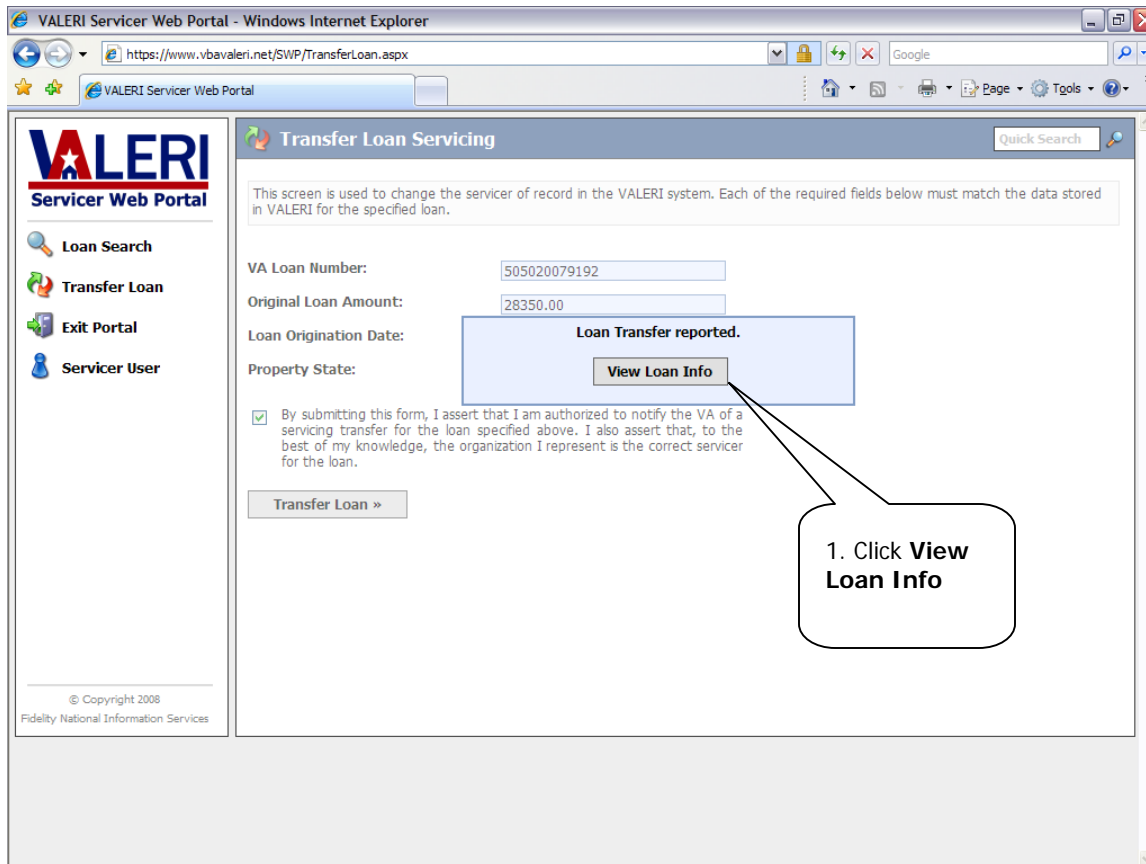 VALERI Servicer Web Portal - Windows Internet Explorer
https://www.vbavaleri.net/SWP/TransferLoan.aspx
Google
VALERI Servicer Web Portal
Page
Tools
VALERI
Servicer Web Portal
Loan Search
Transfer Loan
Exit Portal
Servicer User
© Copyright 2008
Fidelity National Information Services
Transfer Loan Servicing
Quick Search
This screen is used to change the servicer of record in the VALERI system. Each of the required fields below must match the data stored
in VALERI for the specified loan.
VA Loan Number:
505020079192
Original Loan Amount:
28350.00
Loan Origination Date:
Property State:
Loan Transfer reported.
View Loan Info
By submitting this form, I assert that I am authorized to notify the VA of a
servicing transfer for the loan specified above. I also assert that, to the
best of my knowledge, the organization I represent is the correct servicer
for the loan.
Transfer Loan »
1. Click View
Loan Info